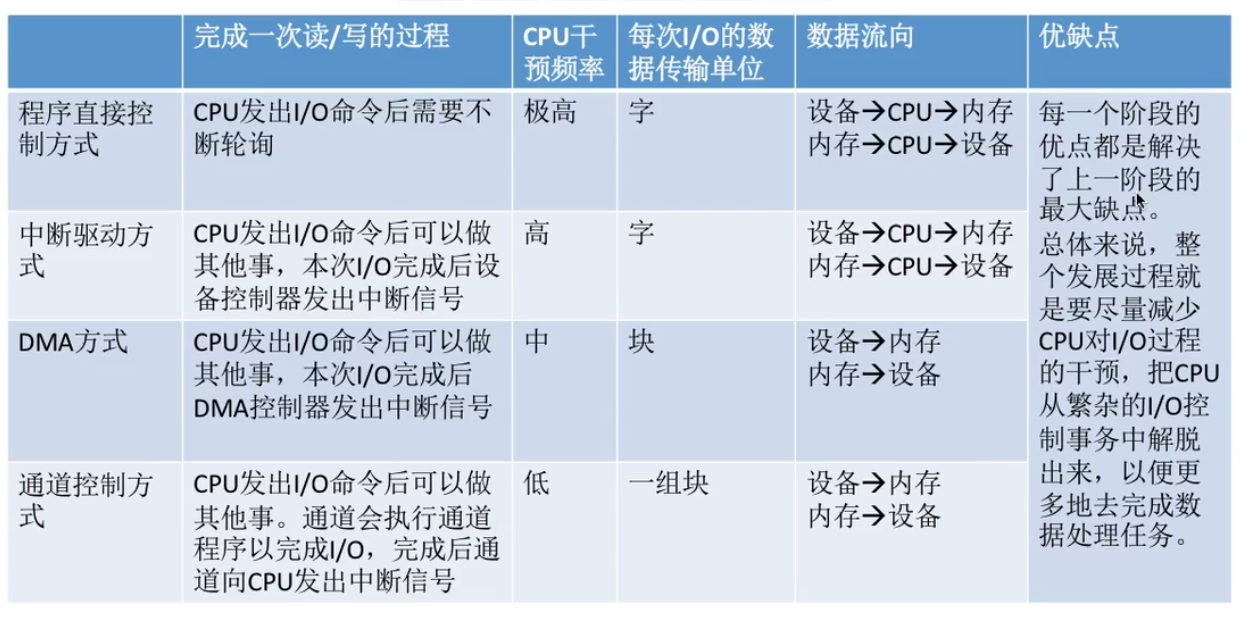 完成一次读/写的过程
CPU干
预频率
每次I/O的数
据传输单位
数据流向
优缺点
程序直接控
制方式
CPU发出I/O命令后需要不
断轮询
极高
字
设备→CPU→内存
内存→CPU→设备
每一个阶段的
优点都是解决
了上一阶段的
最大缺点。
总体来说，整
个发展过程就
是要尽量减少
CPU对I/O过程
的干预，把CPU
从繁杂的I/O控
制事务中解脱
出来，以便更
多地去完成数
据处理任务。
中断驱动方
式
CPU发出I/O命令后可以做
其他事，本次I/O完成后设
备控制器发出中断信号
高
字
设备→CPU→内存
内存→CPU→设备
DMA方式
CPU发出I/O命令后可以做
其他事，本次I/O完成后
DMA控制器发出中断信号
中
块
设备→内存
内存→设备
通道控制方
式
CPU发出I/O命令后可以做
其他事。通道会执行通道
程序以完成I/O，完成后通
道向CPU发出中断信号
低
一组块
设备→内存
内存→设备